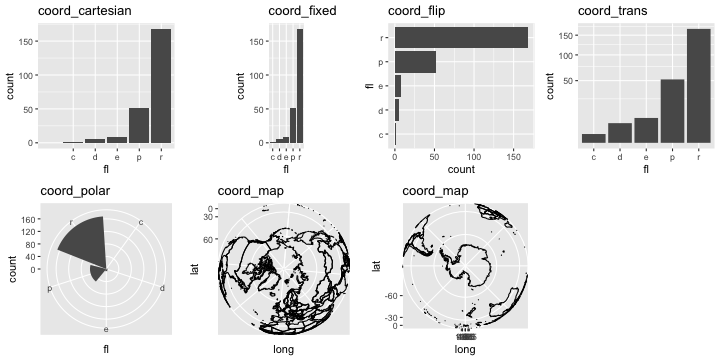 coord_cartesian
150
100
50
0
count
c d e p r
fl
coord_fixed
150
100
50
0
count
c d e p r
fl
coord_flip
r
p
e
d
c
fl
0 50 100 150
count
coord_trans
150
100
50
count
c d e p r
fl
coord_polar
160
120
80
40
0
count
r
c
d
e
p
fl
coord_map
0
30
60
lat
long
coord_map
-60
-30
0
lat
long